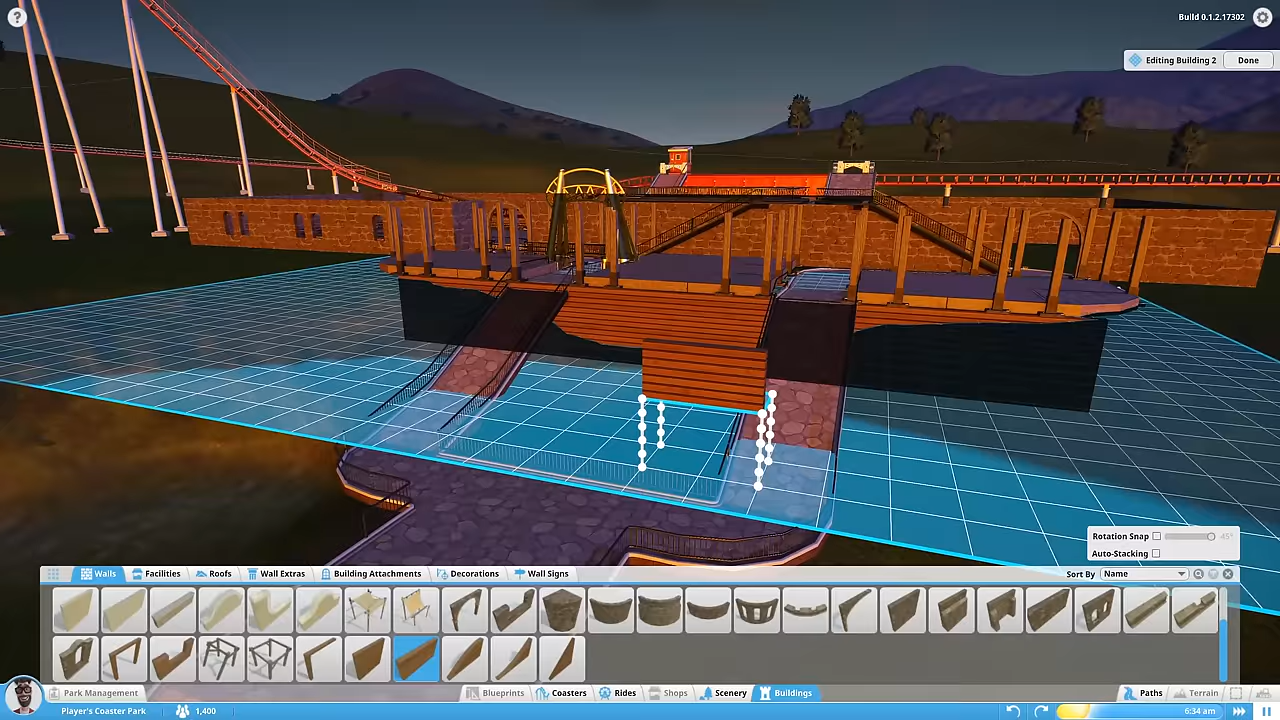 ?
Build 0.1.2.17302
Editing Building 2 Done
Rotation Snap 45°
Auto-Stacking
Walls Facilities Roofs Wall Extras Building Attachments Decorations Wall Signs Sort By Name
Park Management Blueprints Coasters Rides Shops Scenery Buildings Paths Terrain
Player's Coaster Park 1,400 6:34 am